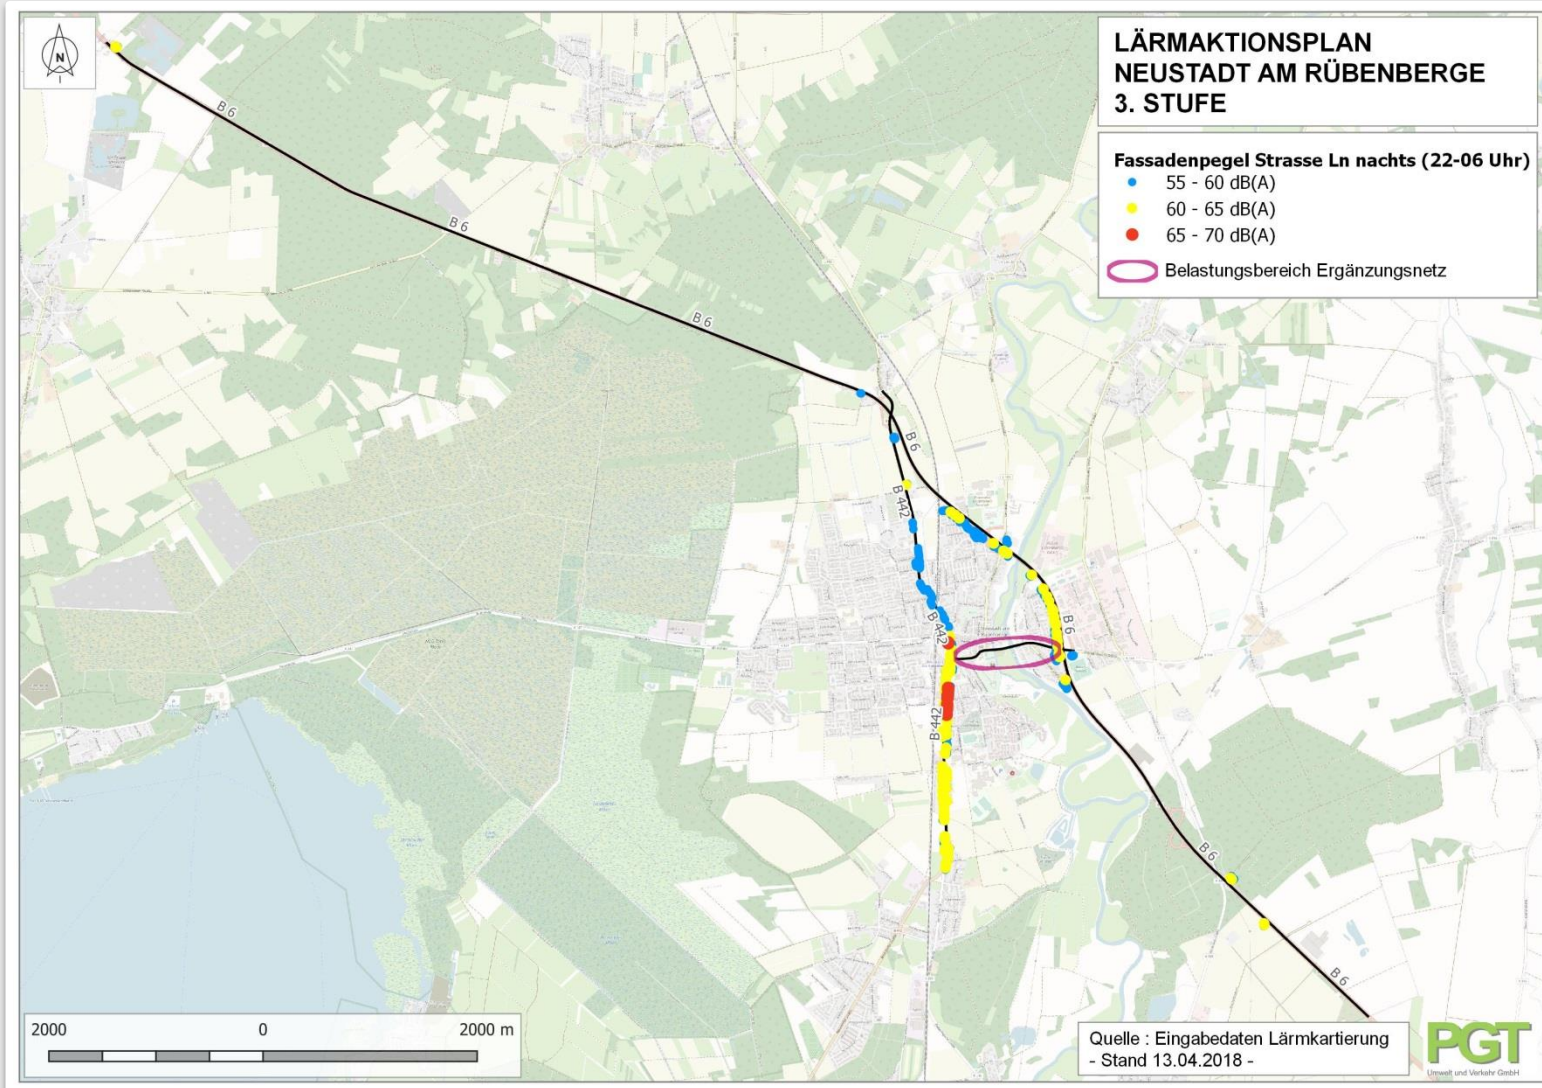 N
LÄRMAKTIONSPLAN
NEUSTADT AM RÜBENBERGE
3. STUFE
Fassadenpegel Strasse Ln nachts (22-06 Uhr)
55 - 60 dB(A)
60 - 65 dB(A)
65 - 70 dB(A)
Belastungsbereich Ergänzungsnetz
B 6
B 6
B 6
B 6
B 442
B 442
B 6
B 442
B 6
B 6
2000 0 2000 m
Quelle : Eingabedaten Lärmkartierung
- Stand 13.04.2018 -
PGT
Umwelt und Verkehr GmbH